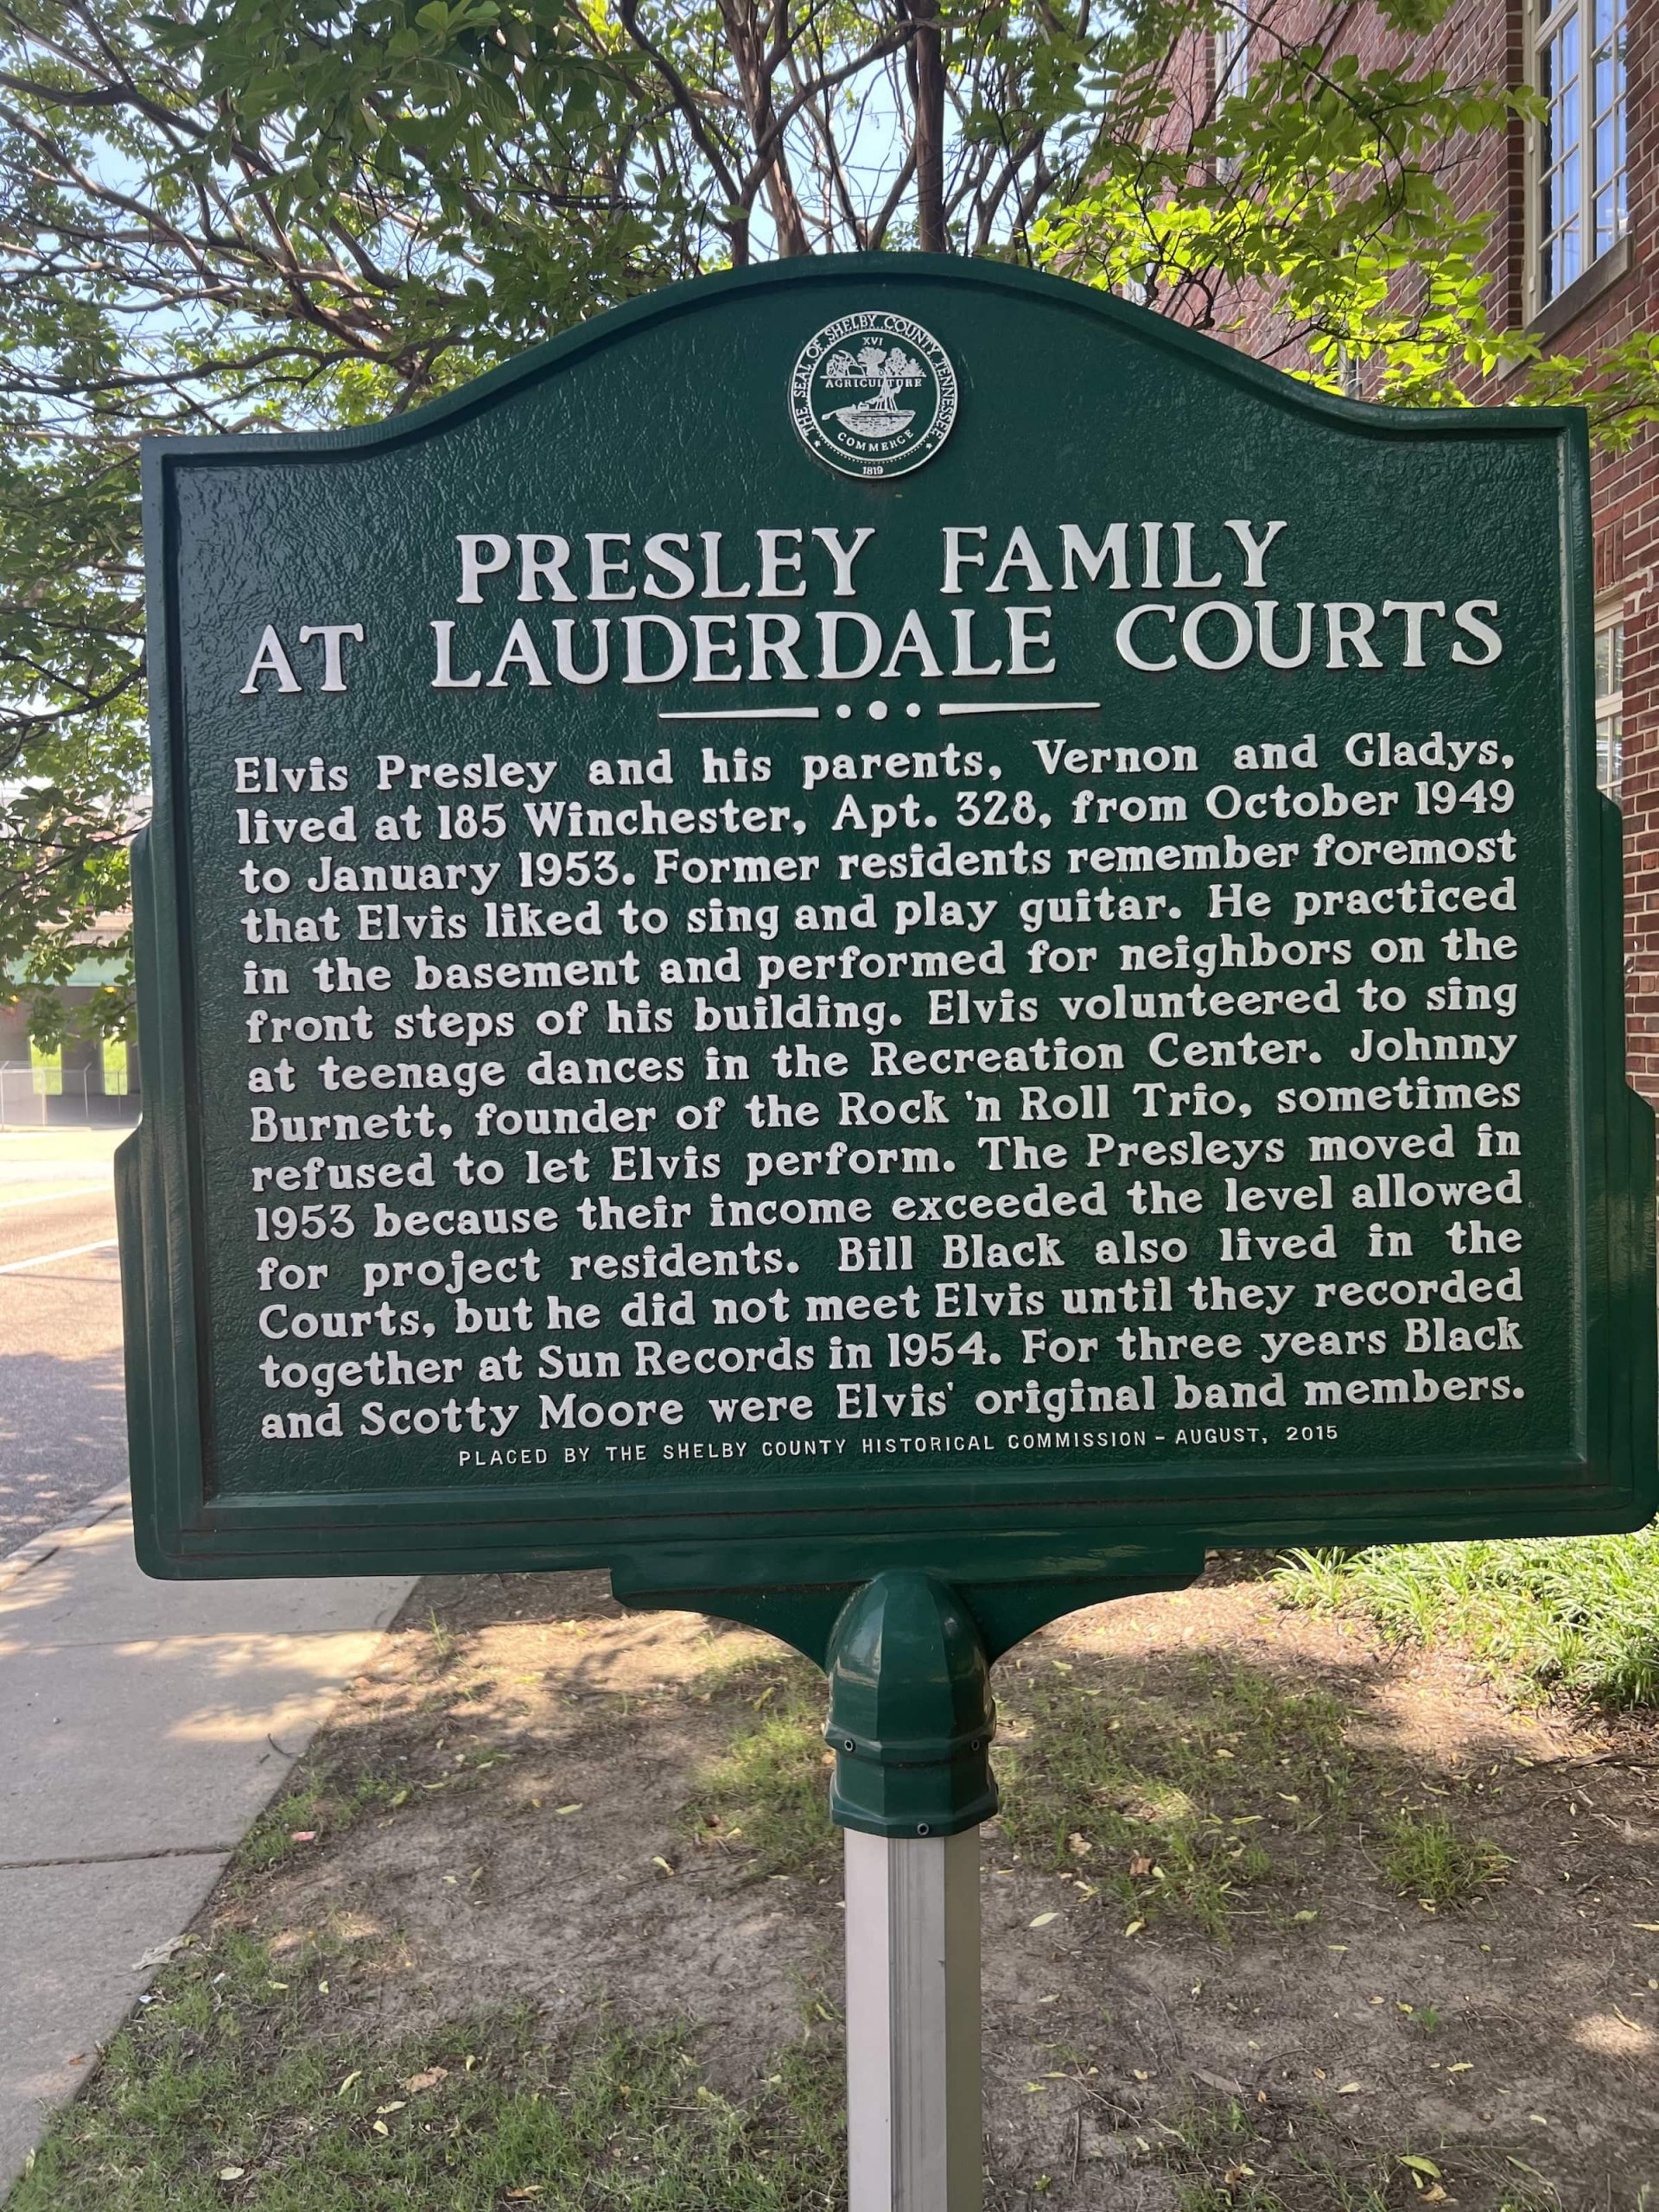 THE SEAL OF SHELBY COUNTY TENNESSEE
XVI
AGRICULTURE
COMMERCE
1819
PRESLEY FAMILY
AT LAUDERDALE COURTS
Elvis Presley and his parents, Vernon and Gladys,
lived at 185 Winchester, Apt. 328, from October 1949
to January 1953. Former residents remember foremost
that Elvis liked to sing and play guitar. He practiced
in the basement and performed for neighbors on the
front steps of his building. Elvis volunteered to sing
at teenage dances in the Recreation Center. Johnny
Burnett, founder of the Rock 'n Roll Trio, sometimes
refused to let Elvis perform. The Presleys moved in
1953 because their income exceeded the level allowed
for project residents. Bill Black also lived in the
Courts, but he did not meet Elvis until they recorded
together at Sun Records in 1954. For three years Black
and Scotty Moore were Elvis' original band members.
PLACED BY THE SHELBY COUNTY HISTORICAL COMMISSION - AUGUST, 2015